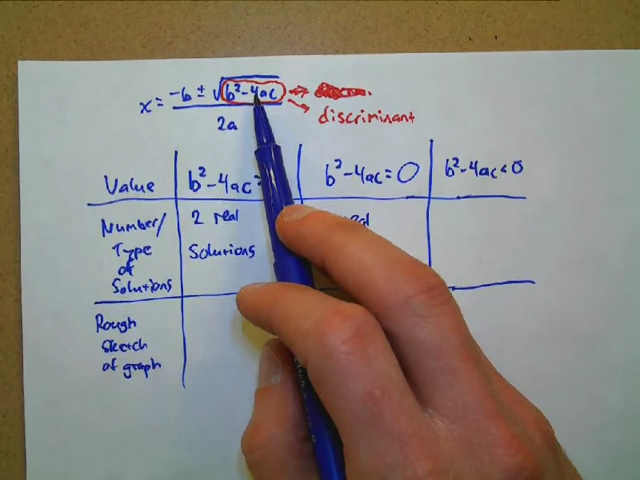 x = -b ± √b²-4ac
2a
discriminant
Value b²-4ac b²-4ac=0 b²-4ac<0
Number/ 2 real
Type Solutions
of
Solutions
Rough
sketch
of graph